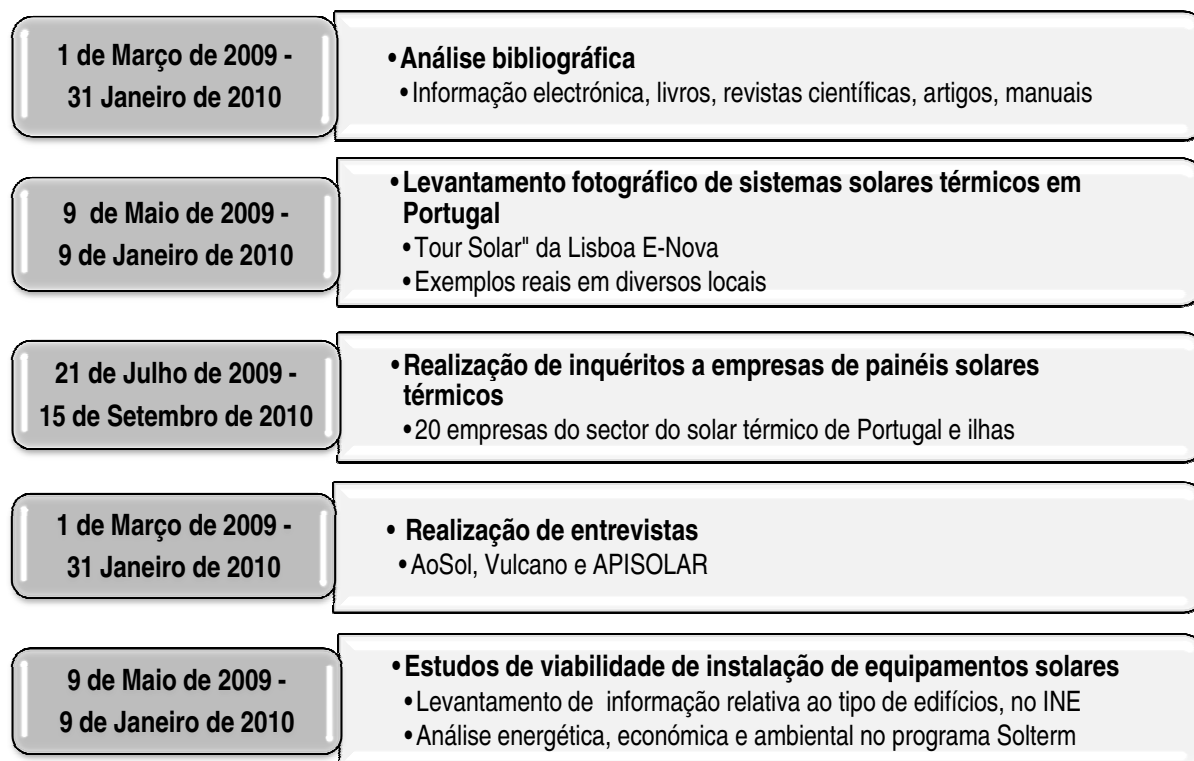 1 de Março de 2009 -
31 Janeiro de 2010
•Análise bibliográfica
•Informação electrónica, livros, revistas científicas, artigos, manuais
9 de Maio de 2009 -
9 de Janeiro de 2010
•Levantamento fotográfico de sistemas solares térmicos em
Portugal
•Tour Solar" da Lisboa E-Nova
•Exemplos reais em diversos locais
21 de Julho de 2009 -
15 de Setembro de 2010
•Realização de inquéritos a empresas de painéis solares
térmicos
•20 empresas do sector do solar térmico de Portugal e ilhas
1 de Março de 2009 -
31 Janeiro de 2010
• Realização de entrevistas
•AoSol, Vulcano e APISOLAR
9 de Maio de 2009 -
9 de Janeiro de 2010
•Estudos de viabilidade de instalação de equipamentos solares
•Levantamento de informação relativa ao tipo de edifícios, no INE
•Análise energética, económica e ambiental no programa Solterm